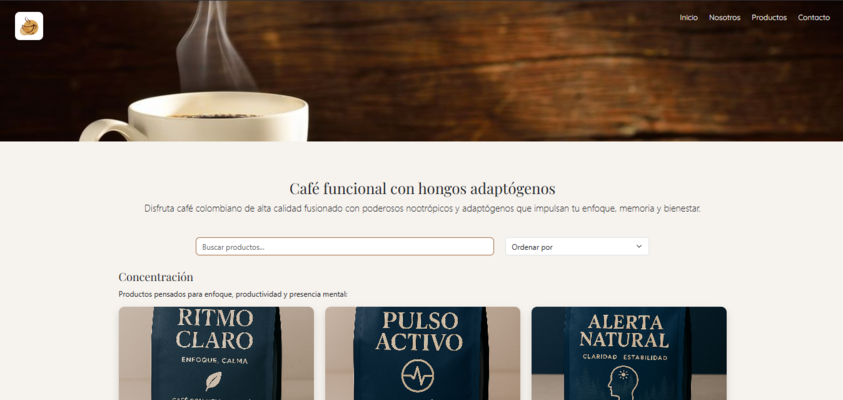 Inicio Nosotros Productos Contacto
Café funcional con hongos adaptógenos
Disfruta café colombiano de alta calidad fusionado con poderosos nootrópicos y adaptógenos que impulsan tu enfoque, memoria y bienestar.
Buscar productos...
Ordenar por
Concentración
Productos pensados para enfoque, productividad y presencia mental:
RITMO
CLARO
ENFOQUE, CALMA
PULSO
ACTIVO
ALERTA
NATURAL
CLARIDAD ESTABILIDAD